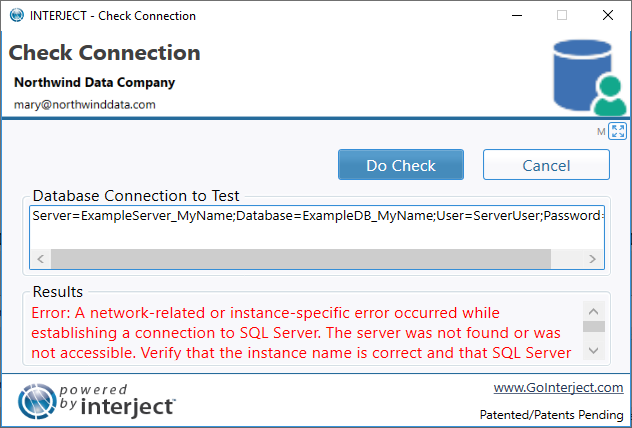 INTERJECT - Check Connection
Check Connection
Northwind Data Company
mary@northwinddata.com
M
Do Check
Cancel
Database Connection to Test
Server=ExampleServer_MyName;Database=ExampleDB_MyName;User=ServerUser;Password=
Results
Error: A network-related or instance-specific error occurred while
establishing a connection to SQL Server. The server was not found or was
not accessible. Verify that the instance name is correct and that SQL Server
powered
by interject™
www.GoInterject.com
Patented/Patents Pending